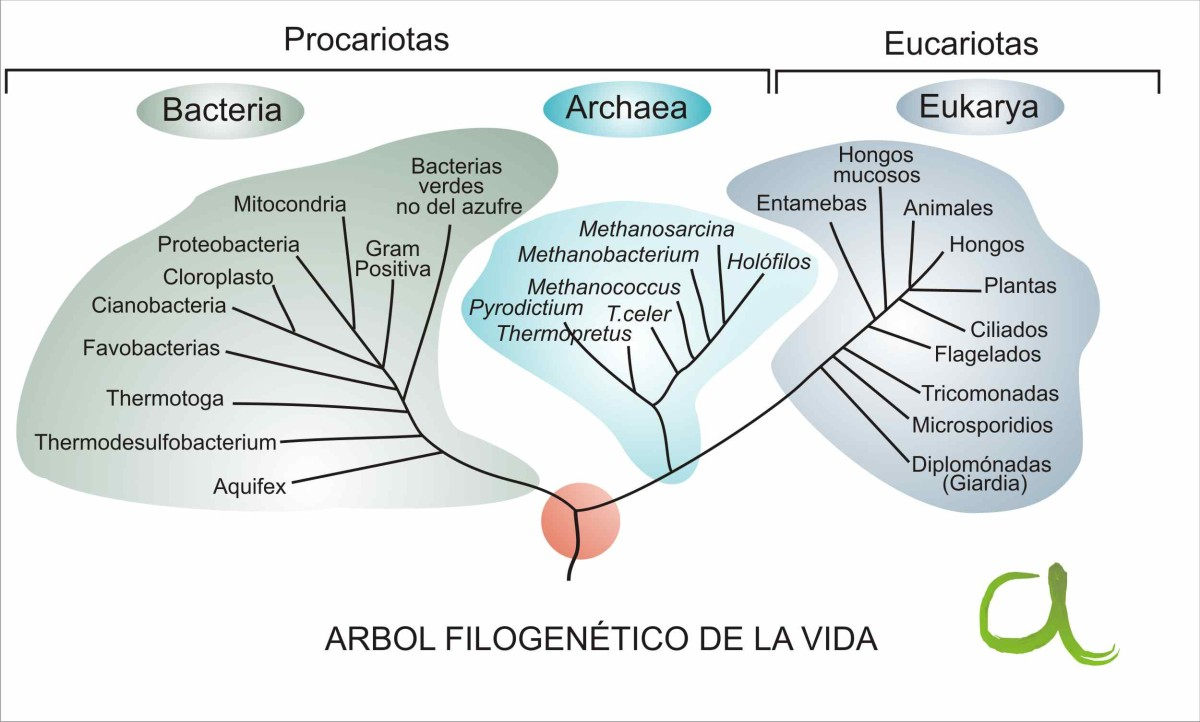 Procariotas
Eucariotas
Bacteria
Archaea
Eukarya
Bacterias
verdes
no del azufre
Mitocondria
Proteobacteria
Gram
Positiva
Cloroplasto
Cianobacteria
Favobacterias
Thermotoga
Thermodesulfobacterium
Aquifex
Methanosarcina
Methanobacterium
Holófilos
Methanococcus
Pyrodictium
T.celer
Thermopretus
Hongos
mucosos
Entamebas
Animales
Hongos
Plantas
Ciliados
Flagelados
Tricomonadas
Microsporidios
Diplomónadas
(Giardia)
ARBOL FILOGENÉTICO DE LA VIDA